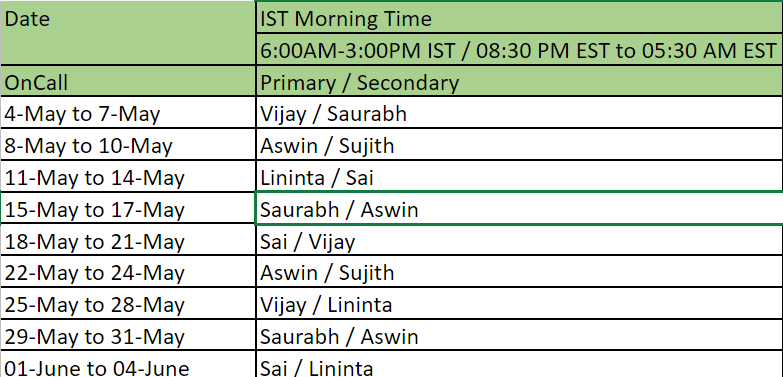 Date IST Morning Time
6:00AM-3:00PM IST / 08:30 PM EST to 05:30 AM EST
OnCall Primary / Secondary
4-May to 7-May Vijay / Saurabh
8-May to 10-May Aswin / Sujith
11-May to 14-May Lininta / Sai
15-May to 17-May Saurabh / Aswin
18-May to 21-May Sai / Vijay
22-May to 24-May Aswin / Sujith
25-May to 28-May Vijay / Lininta
29-May to 31-May Saurabh / Aswin
01-June to 04-June Sai / Lininta